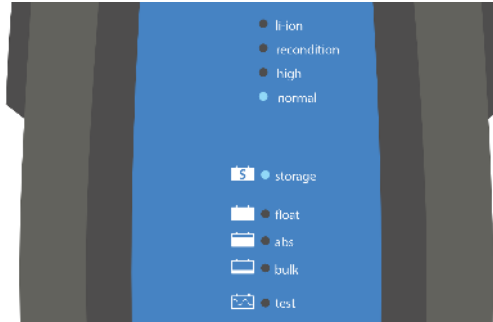 li-ion
recondition
high
normal
S storage
float
abs
bulk
test